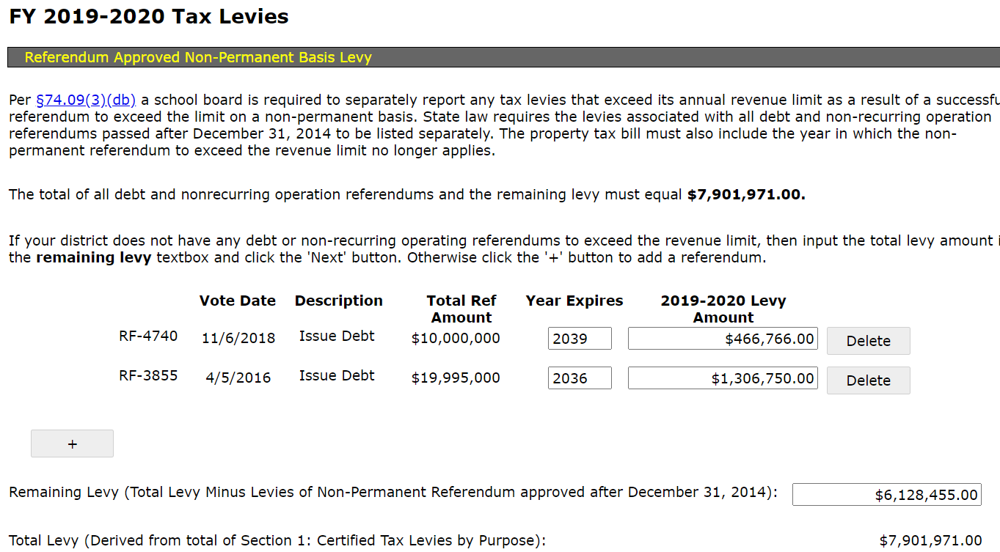 FY 2019-2020 Tax Levies
Referendum Approved Non-Permanent Basis Levy
Per §74.09(3)(db) a school board is required to separately report any tax levies that exceed its annual revenue limit as a result of a successfu
referendum to exceed the limit on a non-permanent basis. State law requires the levies associated with all debt and non-recurring operation
referendums passed after December 31, 2014 to be listed separately. The property tax bill must also include the year in which the non-
permanent referendum to exceed the revenue limit no longer applies.
The total of all debt and nonrecurring operation referendums and the remaining levy must equal $7,901,971.00.
If your district does not have any debt or non-recurring operating referendums to exceed the revenue limit, then input the total levy amount i
the remaining levy textbox and click the 'Next' button. Otherwise click the '+' button to add a referendum.
Vote Date Description Total Ref Year Expires 2019-2020 Levy
Amount Amount
RF-4740 11/6/2018 Issue Debt $10,000,000 2039 $466,766.00 Delete
RF-3855 4/5/2016 Issue Debt $19,995,000 2036 $1,306,750.00 Delete
+
Remaining Levy (Total Levy Minus Levies of Non-Permanent Referendum approved after December 31, 2014): $6,128,455.00
Total Levy (Derived from total of Section 1: Certified Tax Levies by Purpose): $7,901,971.00